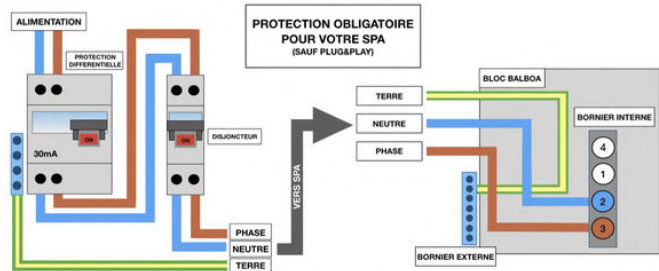 ALIMENTATION
PROTECTION OBLIGATOIRE
POUR VOTRE SPA
(SAUF PLUG&PLAY)
PROTECTION
DIFFERENTIELLE
ON
30mA
ON
DISJONCTEUR
PHASE
NEUTRE
TERRE
VERS SPA
TERRE
NEUTRE
PHASE
BLOC BALBOA
BORNIER INTERNE
4
1
2
3
BORNIER EXTERNE